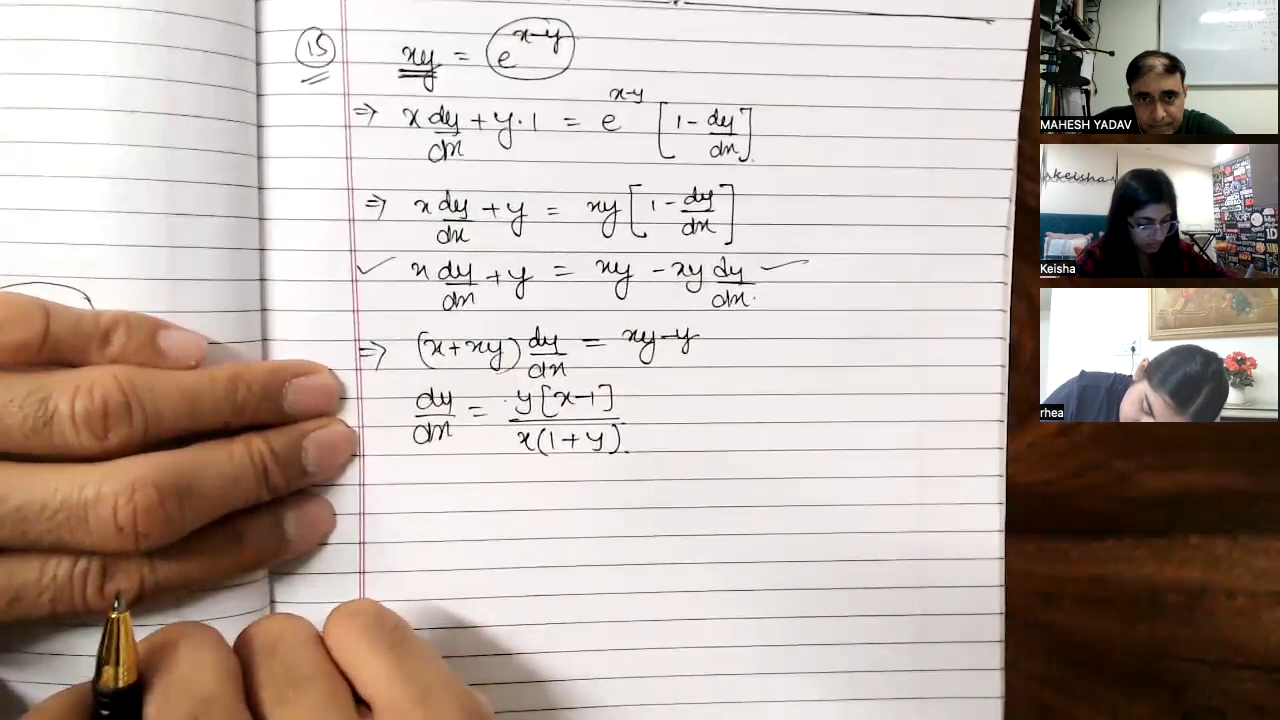 (15) xy = e^{x-y}
⇒ x dy/dx + y·1 = e^{x-y} [1 - dy/dx].
⇒ x dy/dx + y = xy [1 - dy/dx]
✓ x dy/dx + y = xy - xy dy/dx. ✓
⇒ (x+xy) dy/dx = xy-y
dy/dx = y[x-1] / x(1+y).
MAHESH YADAV
keisha
Keisha
rhea